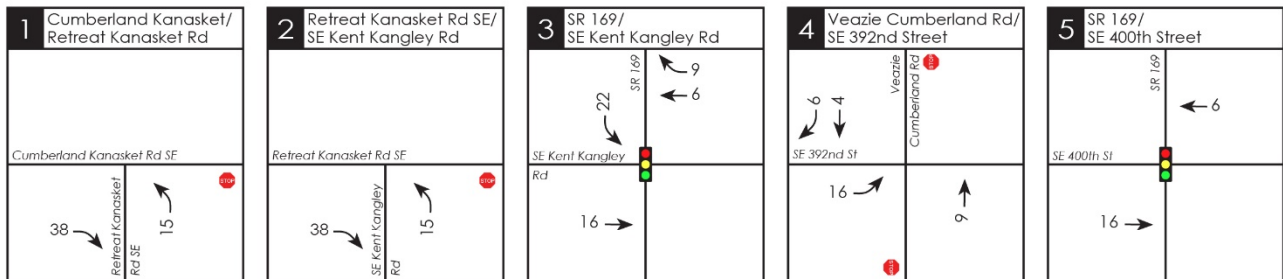 1 Cumberland Kanasket/
Retreat Kanasket Rd
Cumberland Kanasket Rd SE
38
Retreat Kanasket
Rd SE
15
STOP
2 Retreat Kanasket Rd SE/
SE Kent Kangley Rd
Retreat Kanasket Rd SE
38
SE Kent Kangley
Rd
15
STOP
3 SR 169/
SE Kent Kangley Rd
SR 169
9
6
22
SE Kent Kangley
Rd
16
4 Veazie Cumberland Rd/
SE 392nd Street
Veazie
Cumberland Rd
STOP
6
4
SE 392nd St
16
9
STOP
5 SR 169/
SE 400th Street
SR 169
6
SE 400th St
16